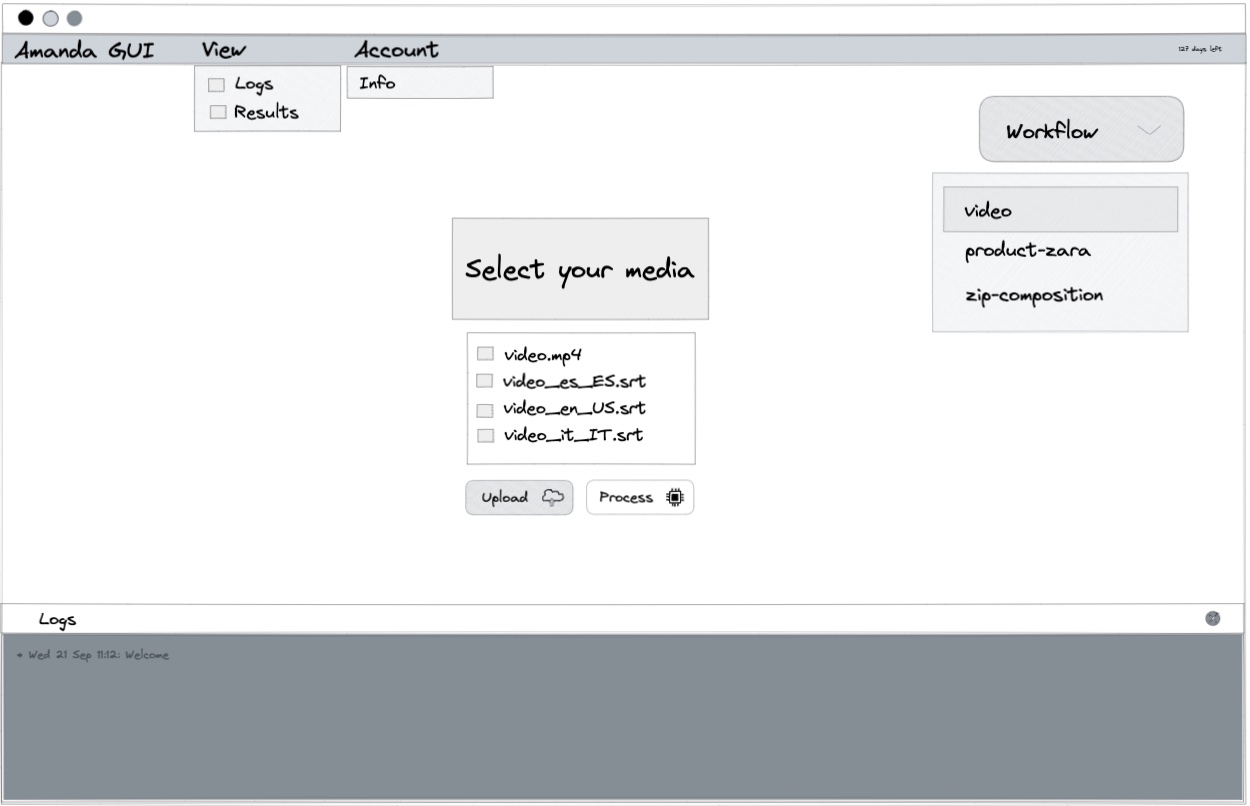 Amanda GUI View Account 127 days left
Logs
Results
Info
Workflow
video
product-zara
zip-composition
Select your media
video.mp4
video_es_ES.srt
video_en_US.srt
video_it_IT.srt
Upload Process
Logs
→ Wed 21 Sep 11:12: Welcome